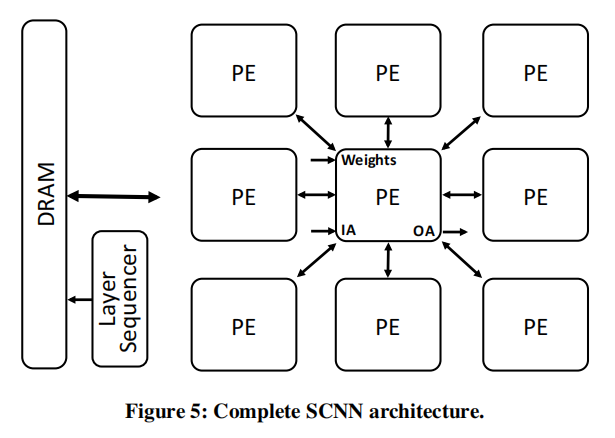 PE PE PE
Weights
DRAM PE PE PE
IA OA
Layer
Sequencer
PE PE PE
Figure 5: Complete SCNN architecture.